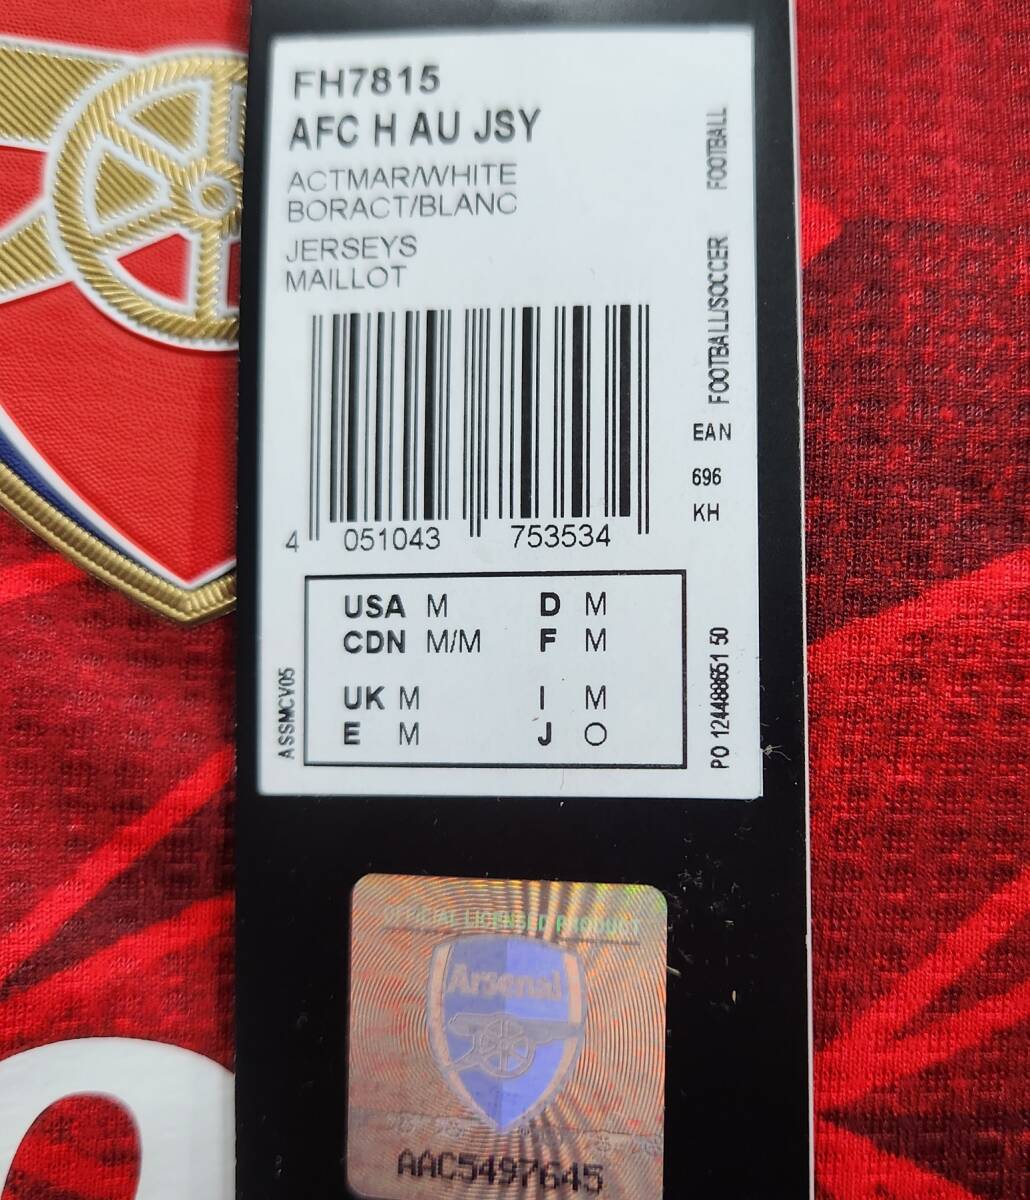 FH7815
AFC H AU JSY
ACTMAR/WHITE
BORACT/BLANC
JERSEYS
MAILLOT
FOOTBALL/SOCCER FOOTBALL
EAN
696
KH
4 051043 753534
USA M D M
CDN M/M F M
UK M I M
E M J O
ASSMCV05
PO 124488651 50
OFFICIAL LICENSED PRODUCT
Arsenal
AAC5497645